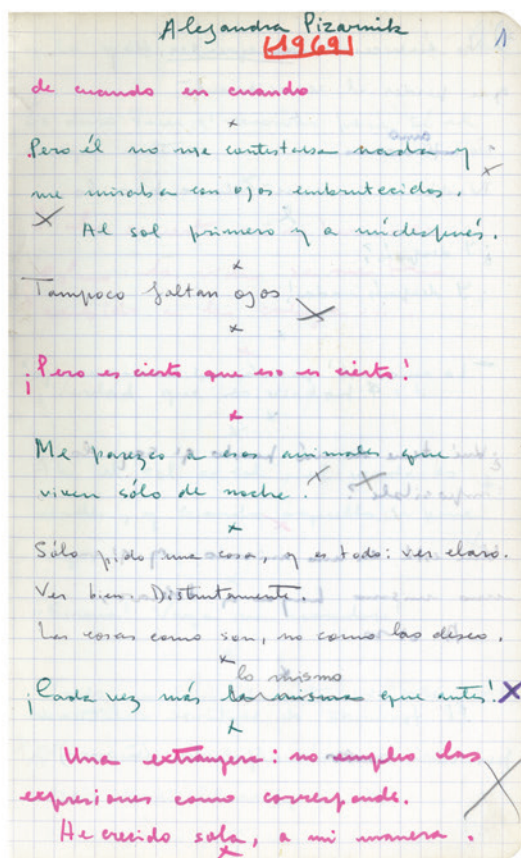 Alejandra Pizarnik
[1969]
1
de cuando en cuando
x
Pero él no me contestaba nada y
me miraba con ojos embrutecidos.
Al sol primero y a mí después.
x
Tampoco faltan ojos
x
¡Pero es cierto que eso es cierto!
x
Me parezco a esos animales que
viven sólo de noche.
x
Sólo pido una cosa, y es todo: ver claro.
Ver bien. Distintamente.
Las cosas como son, no como las deseo.
x
lo mismo
¡Cada vez más que antes!
x
Una extranjera: no empleo las
expresiones como corresponde.
He crecido sola, a mi manera.
x